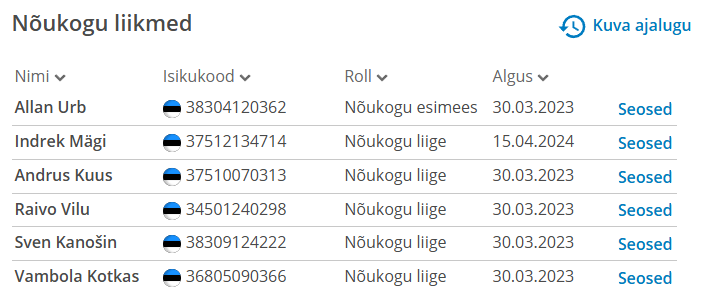 Nõukogu liikmed
Kuva ajalugu
Nimi Isikukood Roll Algus
Allan Urb 38304120362 Nõukogu esimees 30.03.2023 Seosed
Indrek Mägi 37512134714 Nõukogu liige 15.04.2024 Seosed
Andrus Kuus 37510070313 Nõukogu liige 30.03.2023 Seosed
Raivo Vilu 34501240298 Nõukogu liige 30.03.2023 Seosed
Sven Kanošin 38309124222 Nõukogu liige 30.03.2023 Seosed
Vambola Kotkas 36805090366 Nõukogu liige 30.03.2023 Seosed